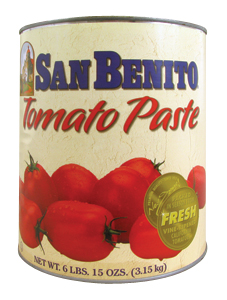 SAN BENITO
Tomato Paste
FRESH
NET WT. 6 LBS. 15 OZS. (3.15 kg)